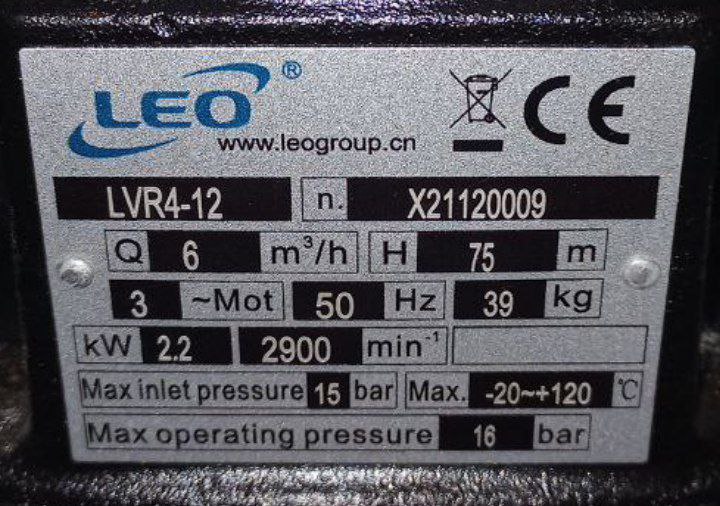 LEO®
www.leogroup.cn
CE
LVR4-12 n. X21120009
Q 6 m³/h H 75 m
3 ~Mot 50 Hz 39 kg
kW 2.2 2900 min⁻¹
Max inlet pressure 15 bar Max. -20~+120 ℃
Max operating pressure 16 bar